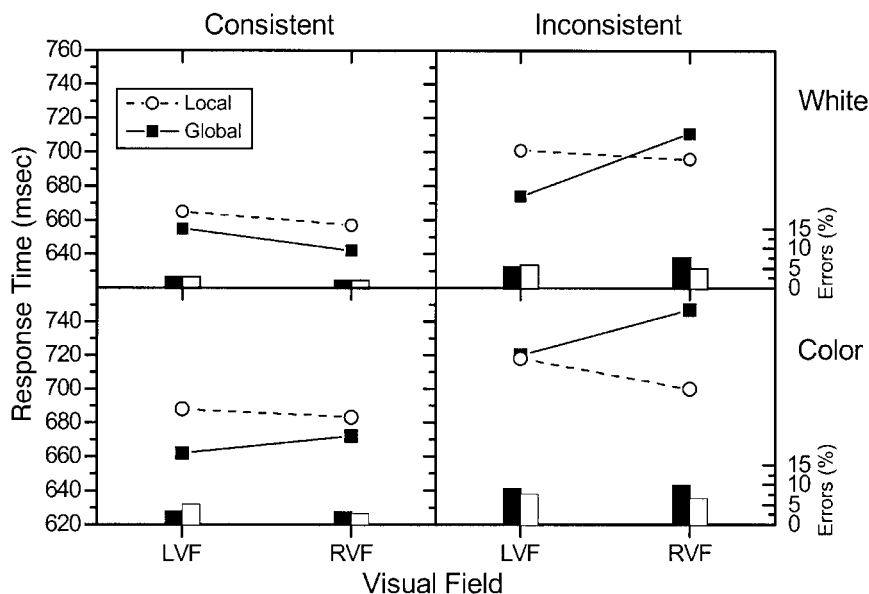 Consistent
Inconsistent
760
740
720
700
680
660
640
Local
Global
White
15
10
5
0
Errors (%)
Response Time (msec)
740
720
700
680
660
640
620
Color
15
10
5
0
Errors (%)
LVF
RVF
LVF
RVF
Visual Field